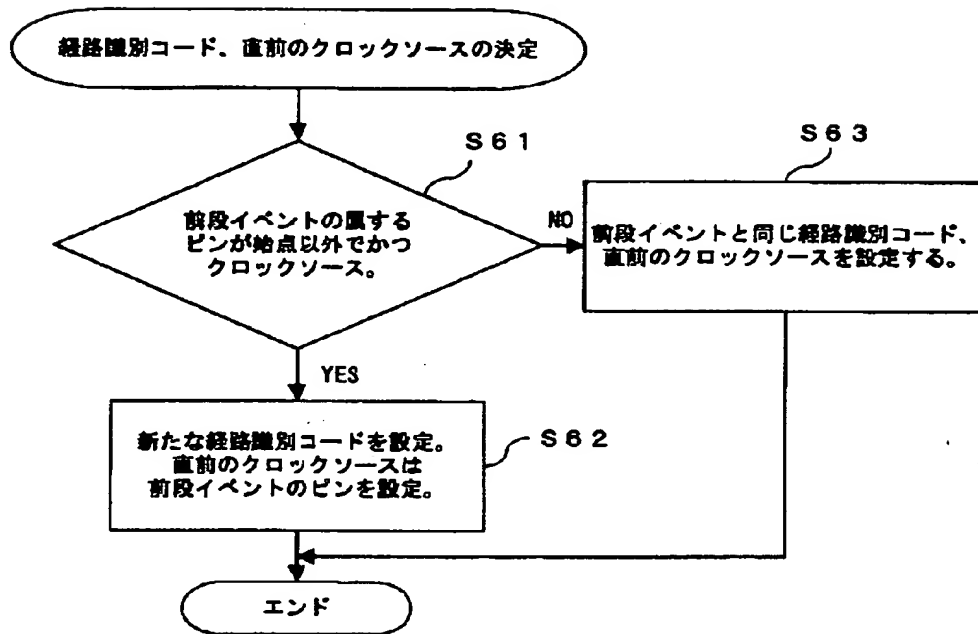 経路識別コード、直前のクロックソースの決定
S61
S63
前段イベントの属する
ピンが始点以外でかつ
クロックソース。
NO
前段イベントと同じ経路識別コード、
直前のクロックソースを設定する。
YES
新たな経路識別コードを設定。
直前のクロックソースは
前段イベントのピンを設定。
S62
エンド